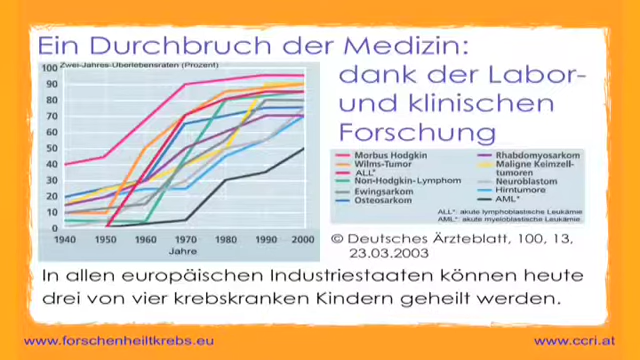 Ein Durchbruch der Medizin:
dank der Labor-
und klinischen
Forschung
Zwei-Jahres-Überlebensraten (Prozent)
100
90
80
70
60
50
40
30
20
10
0
1940 1950 1960 1970 1980 1990 2000
Jahre
Morbus Hodgkin
Wilms-Tumor
ALL*
Non-Hodgkin-Lymphom
Ewingsarkom
Osteosarkom
Rhabdomyosarkom
Maligne Keimzell-
tumoren
Neuroblastom
Hirntumore
AML*
ALL*: akute lymphoblastische Leukämie
AML*: akute myeloblastische Leukämie
© Deutsches Ärzteblatt, 100, 13,
23.03.2003
In allen europäischen Industriestaaten können heute
drei von vier krebskranken Kindern geheilt werden.
www.forschenheiltkrebs.eu
www.ccri.at